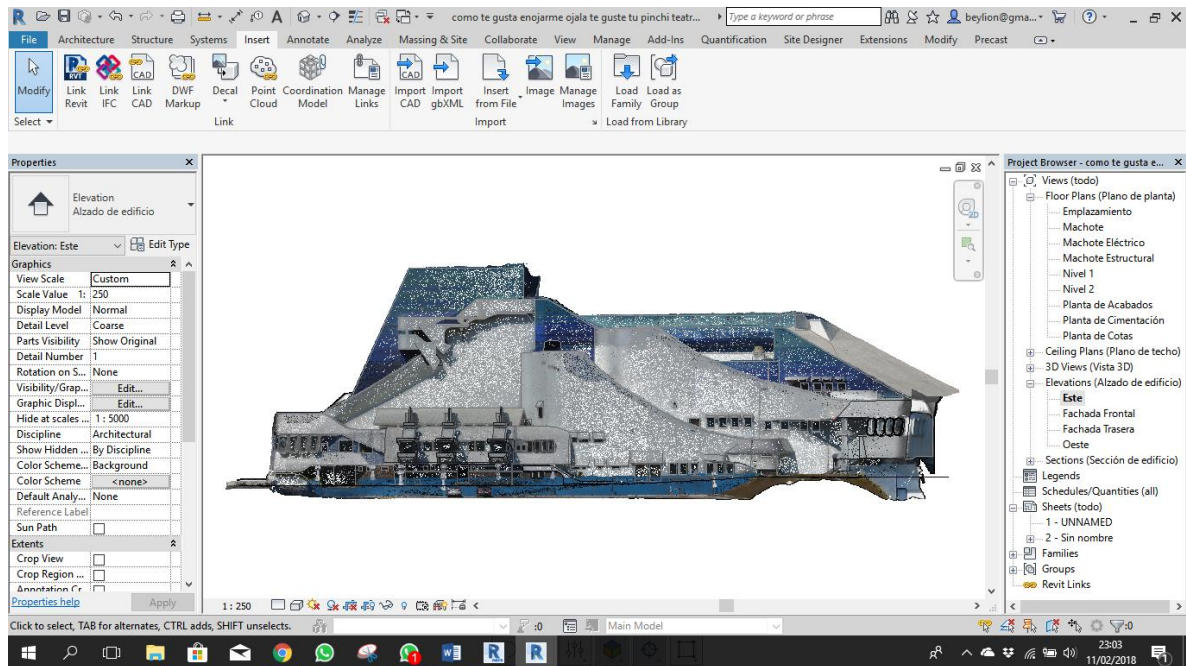 como te gusta enojarme ojala te guste tu pinchi teatr...
Type a keyword or phrase
beylion@gma...
File Architecture Structure Systems Insert Annotate Analyze Massing & Site Collaborate View Manage Add-Ins Quantification Site Designer Extensions Modify Precast
Modify
Link Revit
Link IFC
Link CAD
DWF Markup
Decal
Point Cloud
Coordination Model
Manage Links
Import CAD
Import gbXML
Insert from File
Image
Manage Images
Load Family
Load as Group
Select
Link
Import
Load from Library
Properties
Elevation
Alzado de edificio
Elevation: Este
Edit Type
Graphics
View Scale Custom
Scale Value 1: 250
Display Model Normal
Detail Level Coarse
Parts Visibility Show Original
Detail Number 1
Rotation on S... None
Visibility/Grap... Edit...
Graphic Displ... Edit...
Hide at scales ... 1 : 5000
Discipline Architectural
Show Hidden ... By Discipline
Color Scheme... Background
Color Scheme <none>
Default Analy... None
Reference Label
Sun Path
Extents
Crop View
Crop Region ...
Annotation Cr...
Properties help
Apply
2D
1 : 250
Project Browser - como te gusta e...
Views (todo)
Floor Plans (Plano de planta)
Emplazamiento
Machote
Machote Eléctrico
Machote Estructural
Nivel 1
Nivel 2
Planta de Acabados
Planta de Cimentación
Planta de Cotas
Ceiling Plans (Plano de techo)
3D Views (Vista 3D)
Elevations (Alzado de edificio)
Este
Fachada Frontal
Fachada Trasera
Oeste
Sections (Sección de edificio)
Legends
Schedules/Quantities (all)
Sheets (todo)
1 - UNNAMED
2 - Sin nombre
Families
Groups
Revit Links
Click to select, TAB for alternates, CTRL adds, SHIFT unselects.
:0
Main Model
:0
23:03
11/02/2018